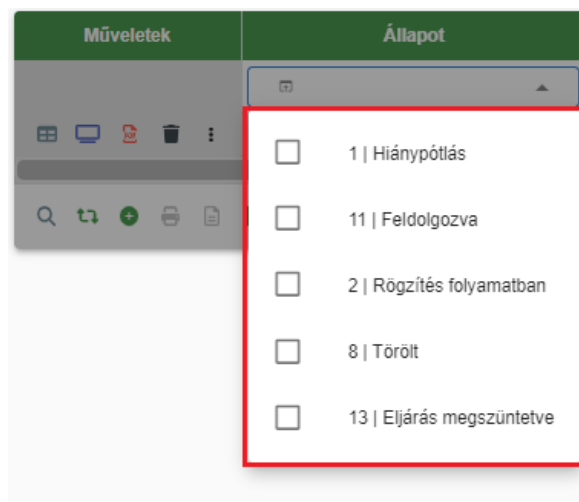 Műveletek
Állapot
1 | Hiánypótlás
11 | Feldolgozva
2 | Rögzítés folyamatban
8 | Törölt
13 | Eljárás megszüntetve